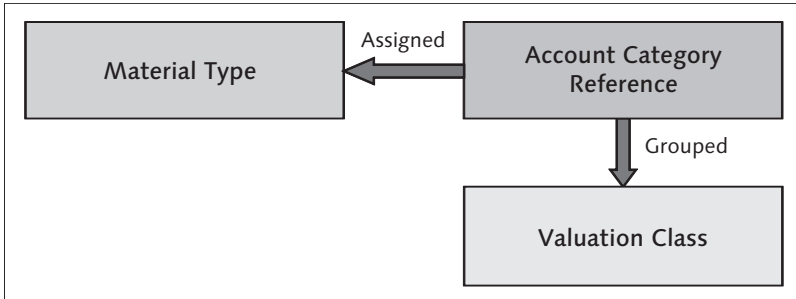 Material Type
Assigned
Account Category
Reference
Grouped
Valuation Class